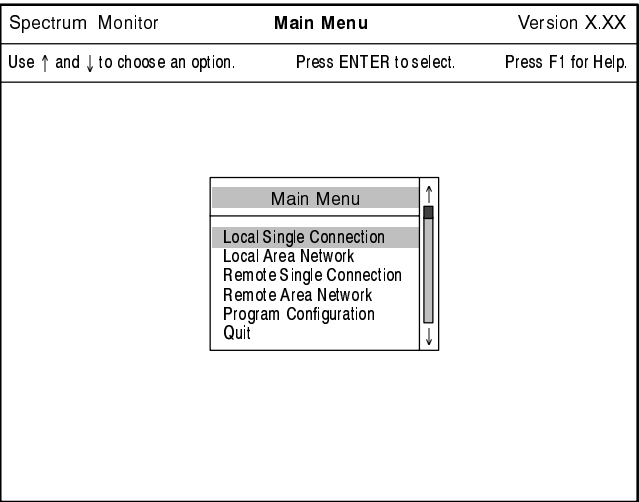 Spectrum Monitor Main Menu Version X.XX
Use ↑ and ↓ to choose an option. Press ENTER to select. Press F1 for Help.
Main Menu
Local Single Connection
Local Area Network
Remote Single Connection
Remote Area Network
Program Configuration
Quit